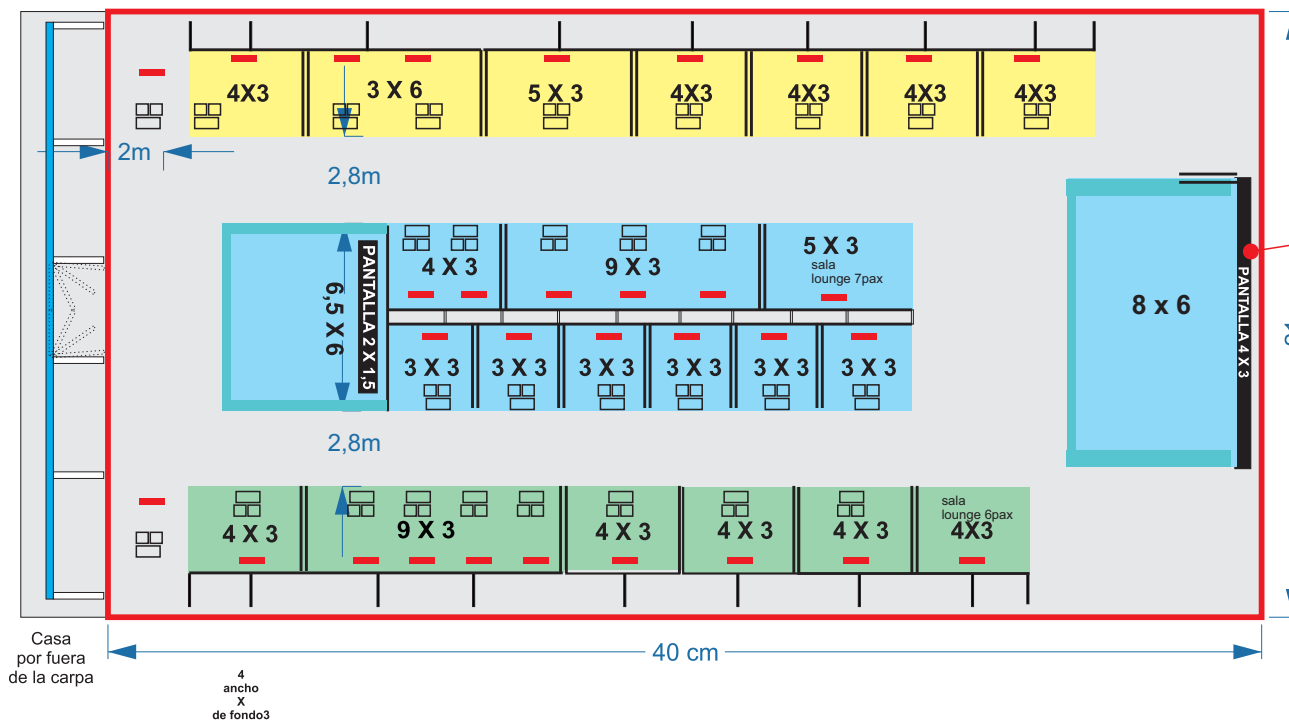 4X3
3 X 6
5 X 3
4X3
4X3
4X3
4X3
2m
2,8m
6,5 X 6
PANTALLA 2 X 1,5
4 X 3
9 X 3
5 X 3
sala
lounge 7pax
3 X 3
3 X 3
3 X 3
3 X 3
3 X 3
3 X 3
8 x 6
PANTALLA 4 X 3
2,8m
4 X 3
9 X 3
4 X 3
4 X 3
4 X 3
sala
lounge 6pax
4X3
Casa
por fuera
de la carpa
40 cm
4
ancho
X
de fondo3